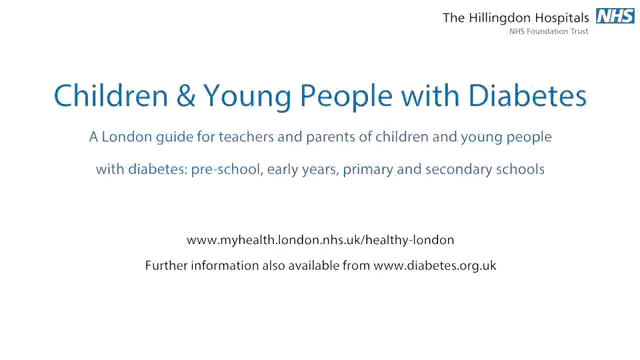 The Hillingdon Hospitals NHS
NHS Foundation Trust
Children & Young People with Diabetes
A London guide for teachers and parents of children and young people
with diabetes: pre-school, early years, primary and secondary schools
www.myhealth.london.nhs.uk/healthy-london
Further information also available from www.diabetes.org.uk